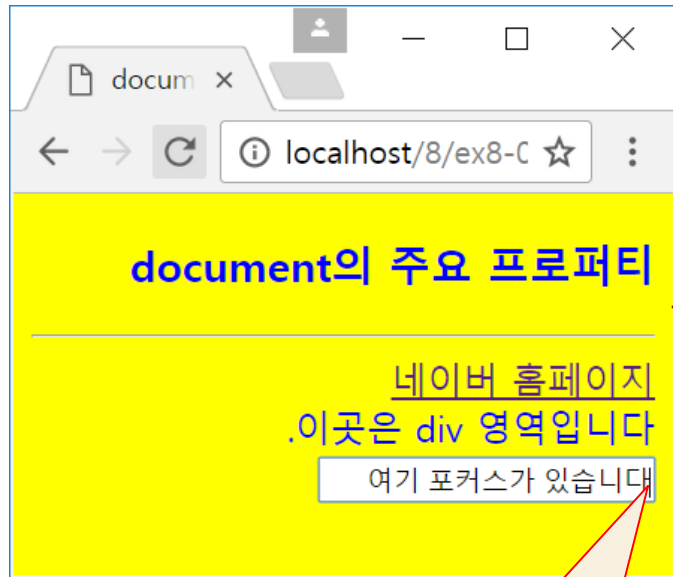 docum
localhost/8/ex8-0
document의 주요 프로퍼티
네이버 홈페이지
.이곳은 div 영역입니다
여기 포커스가 있습니다